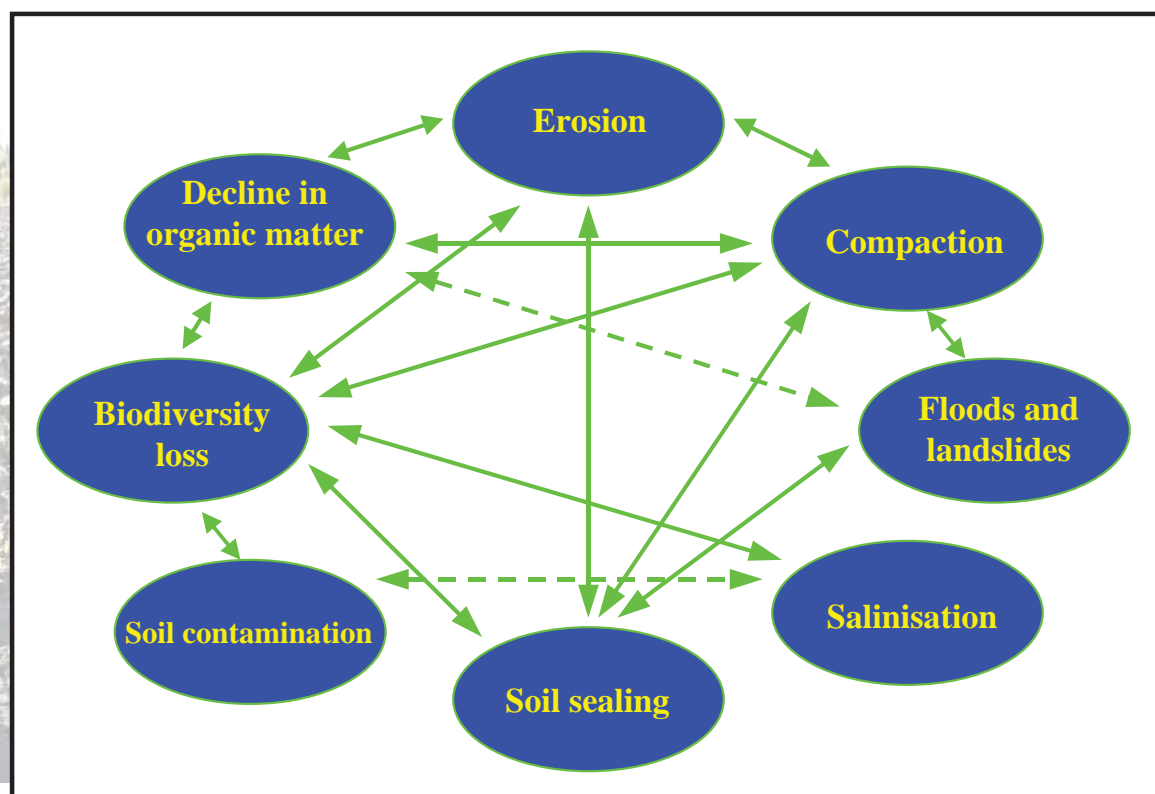 Erosion
Decline in
organic matter
Compaction
Biodiversity
loss
Floods and
landslides
Soil contamination
Salinisation
Soil sealing